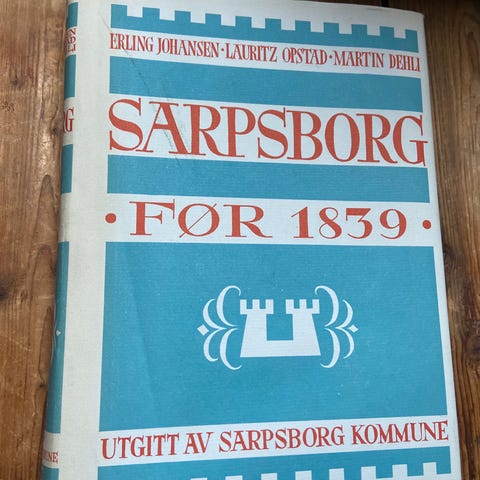 ERLING JOHANSEN · LAURITZ OPSTAD · MARTIN DEHLI
SARPSBORG
· FØR 1839 ·
UTGITT AV SARPSBORG KOMMUNE